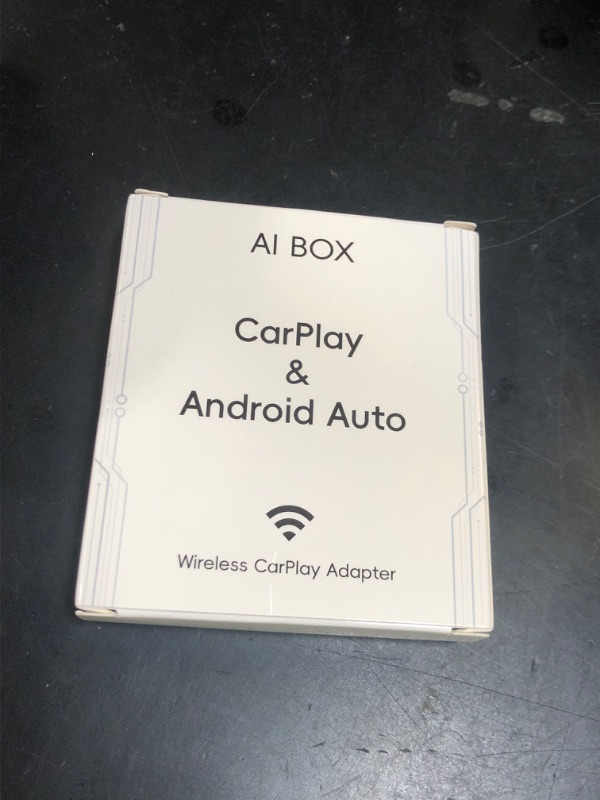 AI BOX
CarPlay
&
Android Auto
Wireless CarPlay Adapter